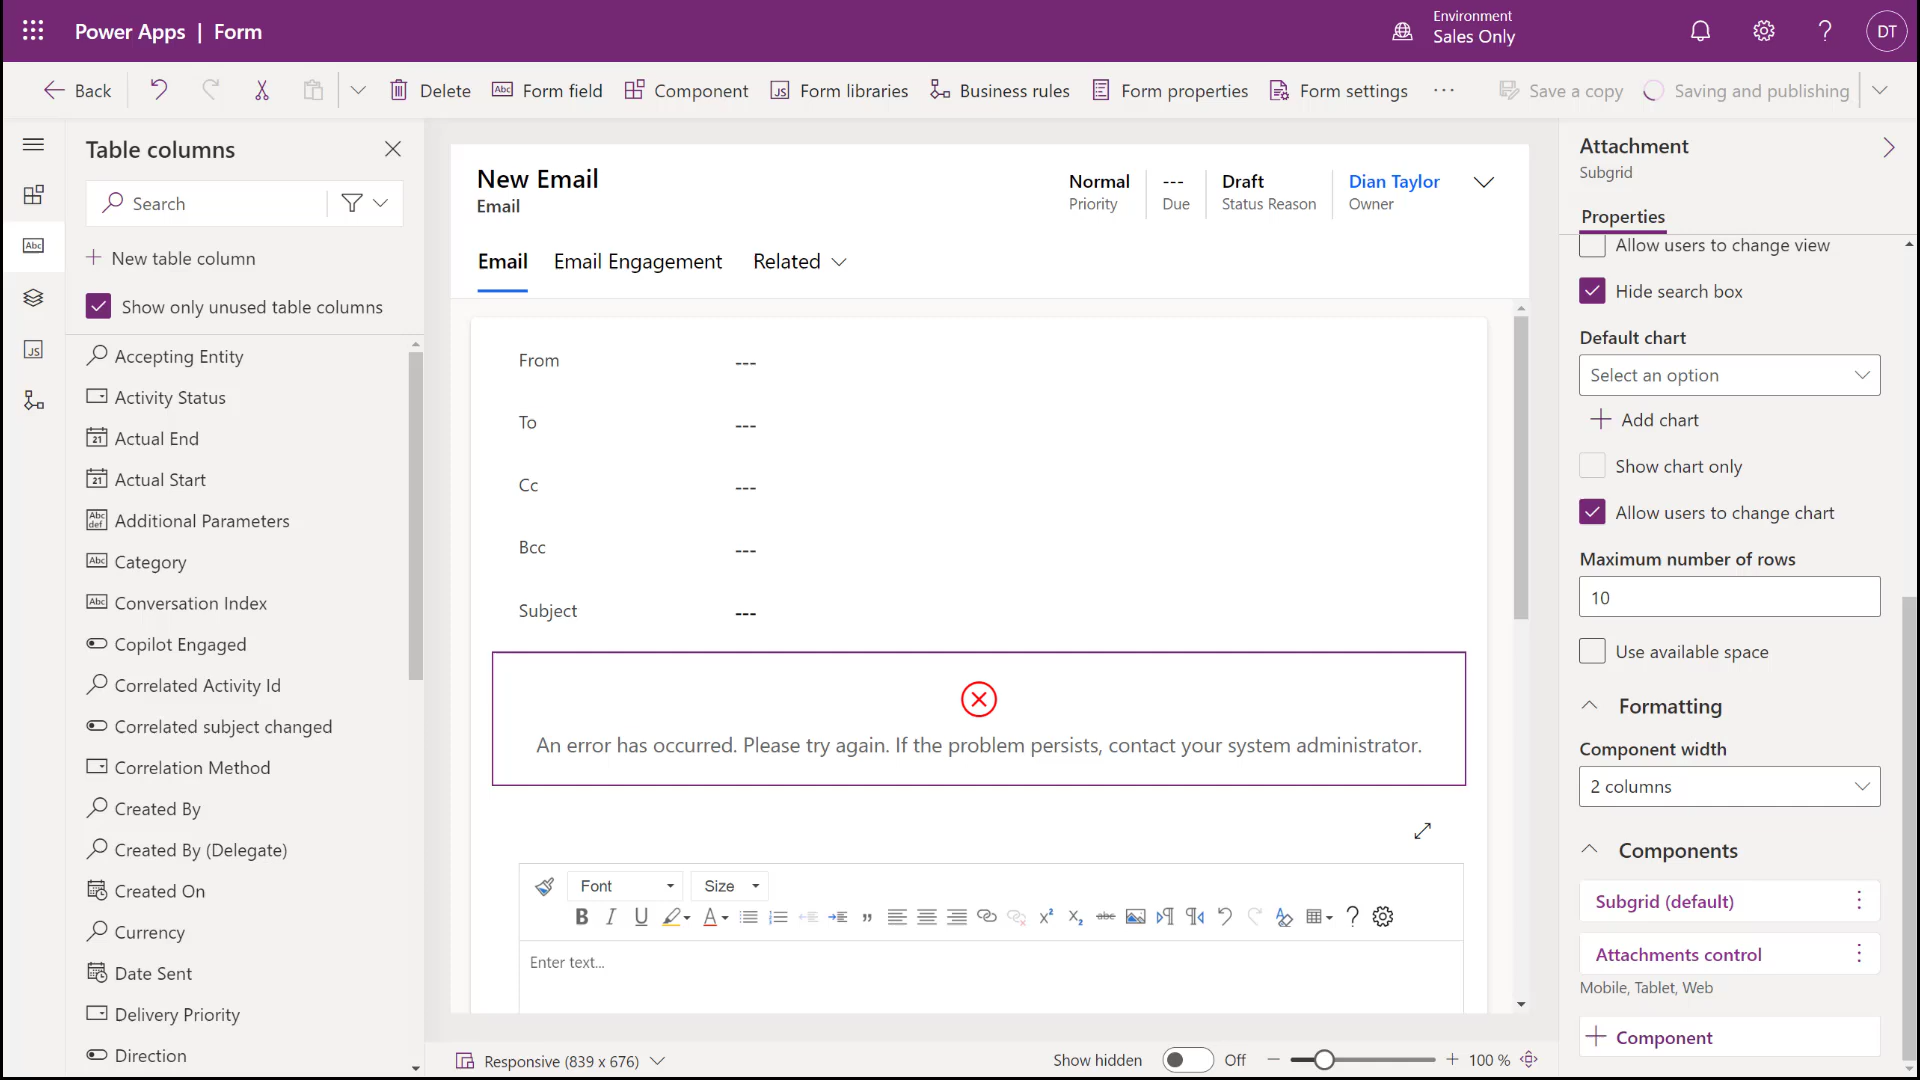 Power Apps | Form
Environment
Sales Only
DT
Back
Delete
Form field
Component
Form libraries
Business rules
Form properties
Form settings
Save a copy
Saving and publishing
Table columns
Search
New table column
Show only unused table columns
Accepting Entity
Activity Status
Actual End
Actual Start
Additional Parameters
Category
Conversation Index
Copilot Engaged
Correlated Activity Id
Correlated subject changed
Correlation Method
Created By
Created By (Delegate)
Created On
Currency
Date Sent
Delivery Priority
Direction
New Email
Email
Normal
Priority
---
Due
Draft
Status Reason
Dian Taylor
Owner
Email
Email Engagement
Related
From ---
To ---
Cc ---
Bcc ---
Subject ---
An error has occurred. Please try again. If the problem persists, contact your system administrator.
Font
Size
Enter text...
Responsive (839 x 676)
Show hidden
Off
100 %
Attachment
Subgrid
Properties
Allow users to change view
Hide search box
Default chart
Select an option
Add chart
Show chart only
Allow users to change chart
Maximum number of rows
10
Use available space
Formatting
Component width
2 columns
Components
Subgrid (default)
Attachments control
Mobile, Tablet, Web
Component